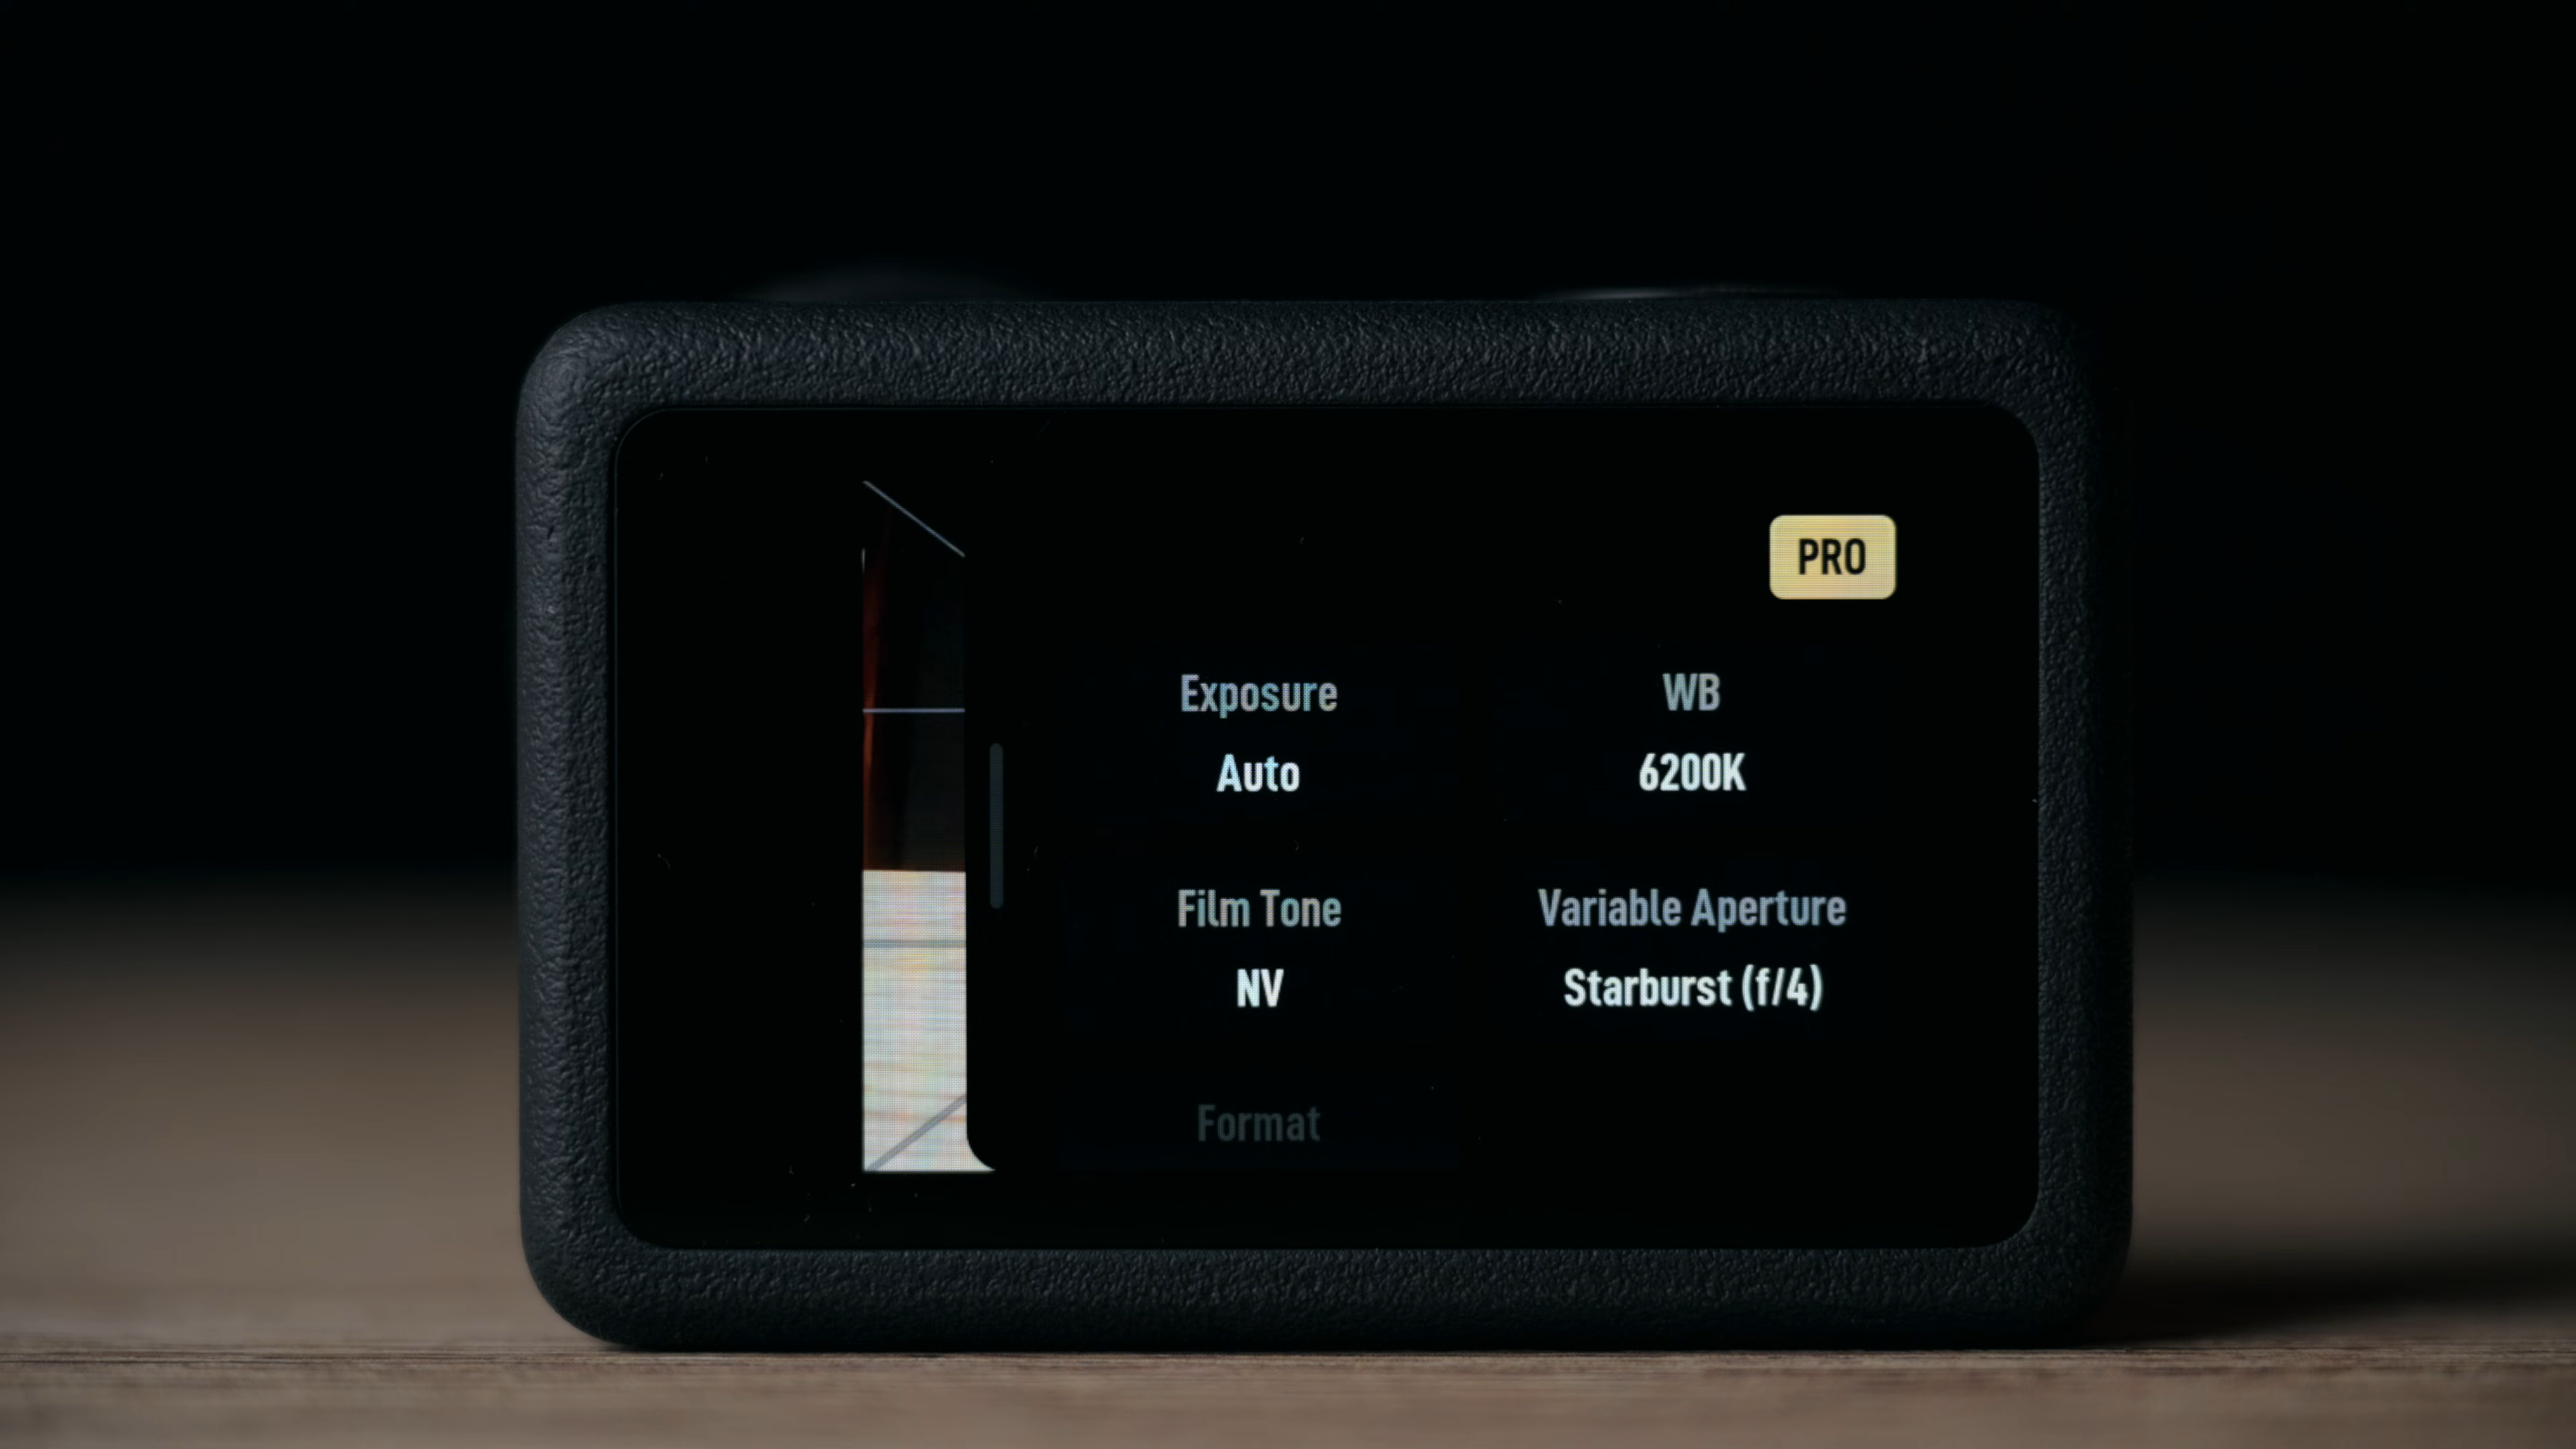 PRO
Exposure
WB
Auto
6200K
Film Tone
Variable Aperture
NV
Starburst (f/4)
Format